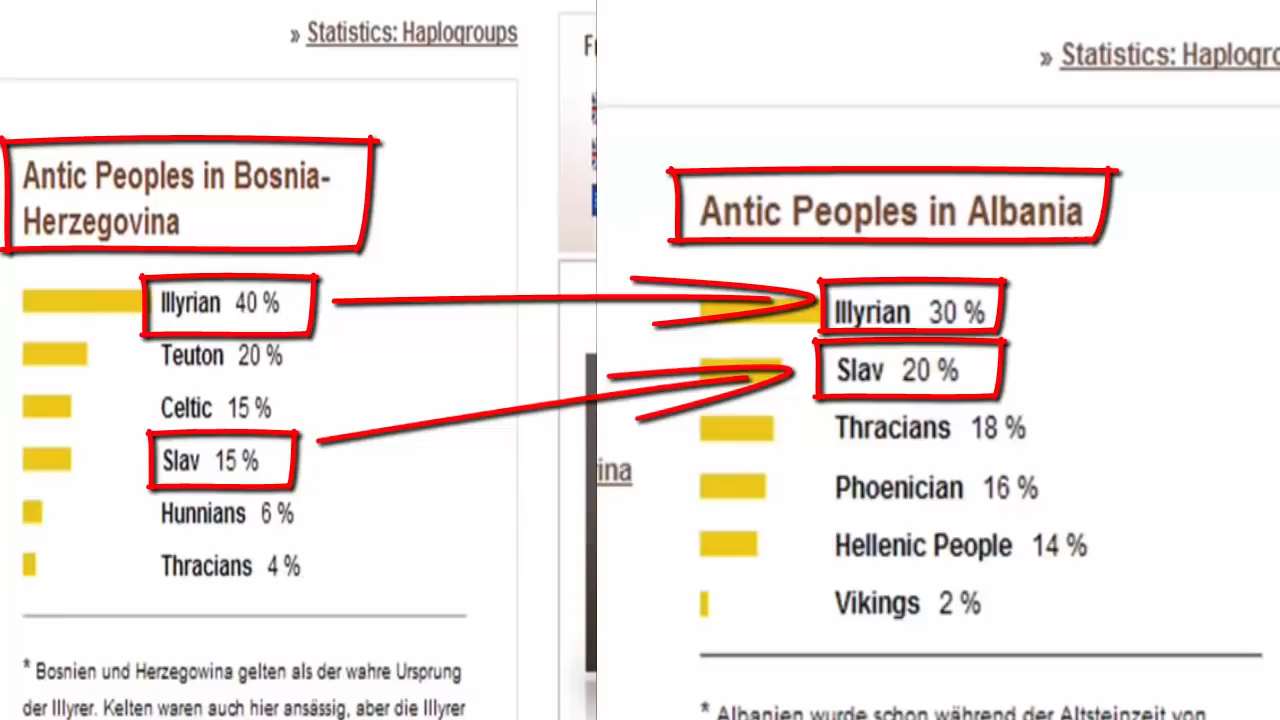 » Statistics: Haplogroups
Antic Peoples in Bosnia-
Herzegovina
Illyrian 40 %
Teuton 20 %
Celtic 15 %
Slav 15 %
Hunnians 6 %
Thracians 4 %
* Bosnien und Herzegowina gelten als der wahre Ursprung
der Illyrer. Kelten waren auch hier ansässig, aber die Illyrer
ina
» Statistics: Haplogro
Antic Peoples in Albania
Illyrian 30 %
Slav 20 %
Thracians 18 %
Phoenician 16 %
Hellenic People 14 %
Vikings 2 %
* Albanien wurde schon während der Altsteinzeit von